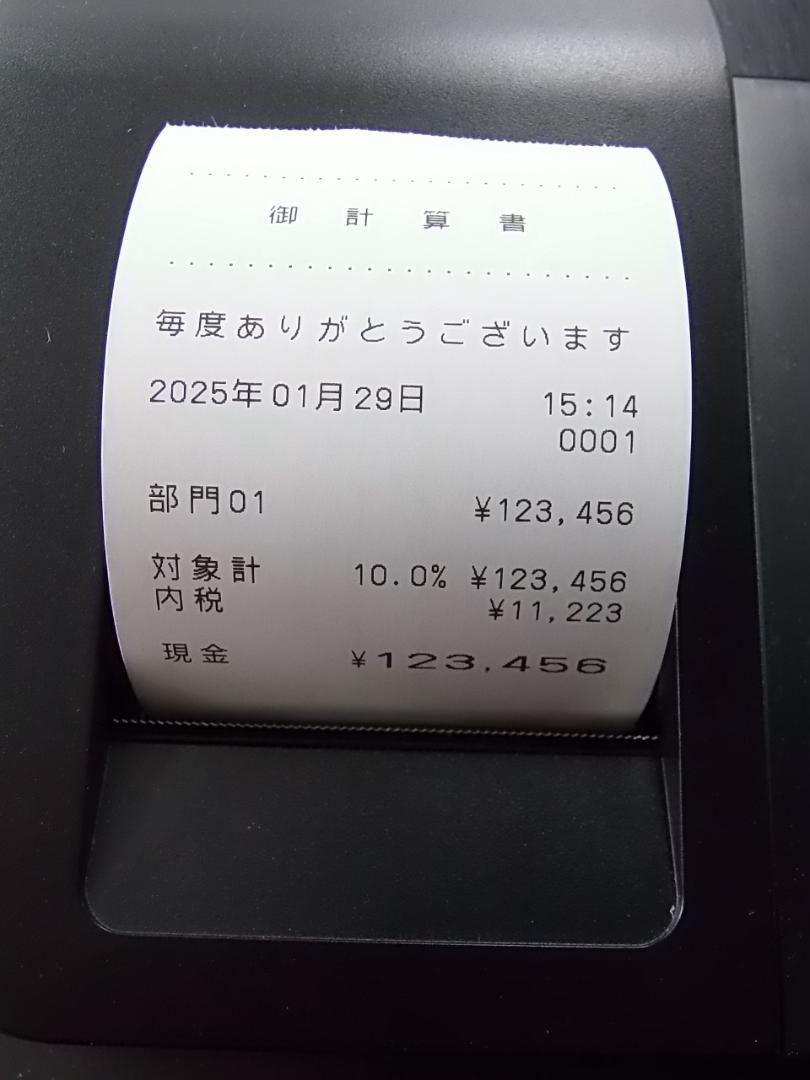 御計算書
毎度ありがとうございます
2025年01月29日 15:14
0001
部門01 ¥123,456
対象計 10.0% ¥123,456
内税 ¥11,223
現金 ¥123,456